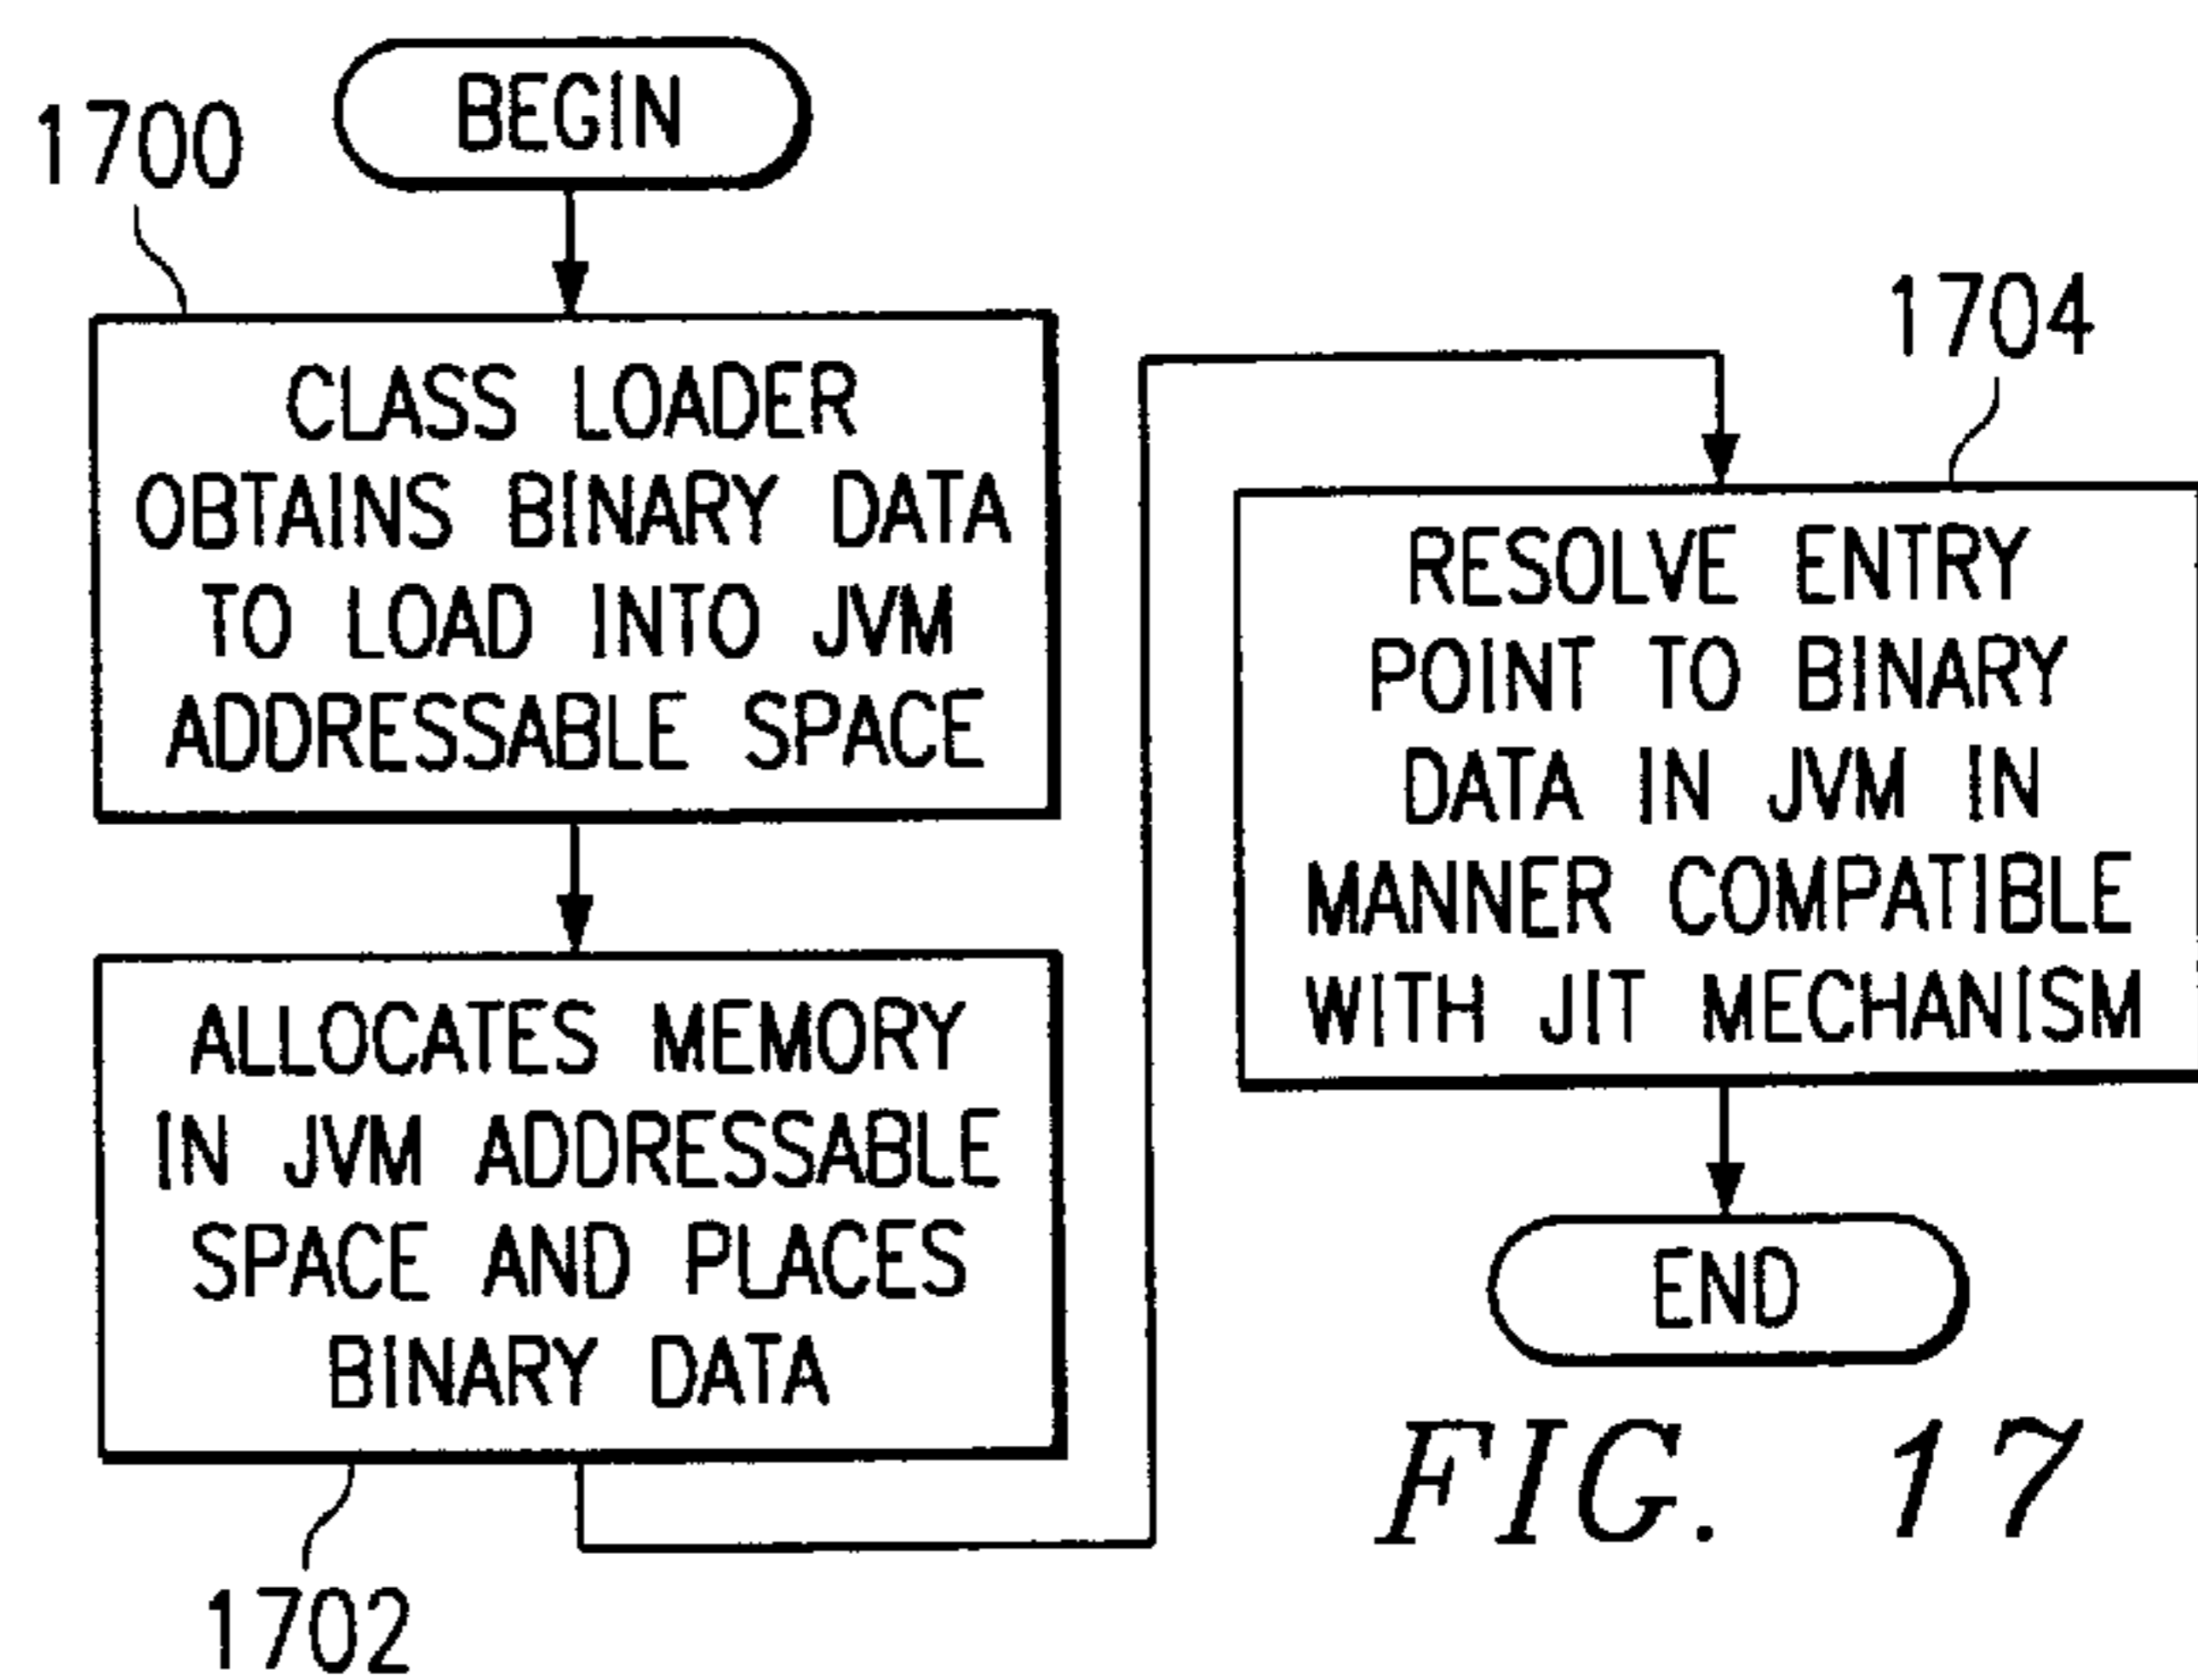 BEGIN
1700
CLASS LOADER
OBTAINS BINARY DATA
TO LOAD INTO JVM
ADDRESSABLE SPACE
ALLOCATES MEMORY
IN JVM ADDRESSABLE
SPACE AND PLACES
BINARY DATA
1702
1704
RESOLVE ENTRY
POINT TO BINARY
DATA IN JVM IN
MANNER COMPATIBLE
WITH JIT MECHANISM
END
FIG. 17